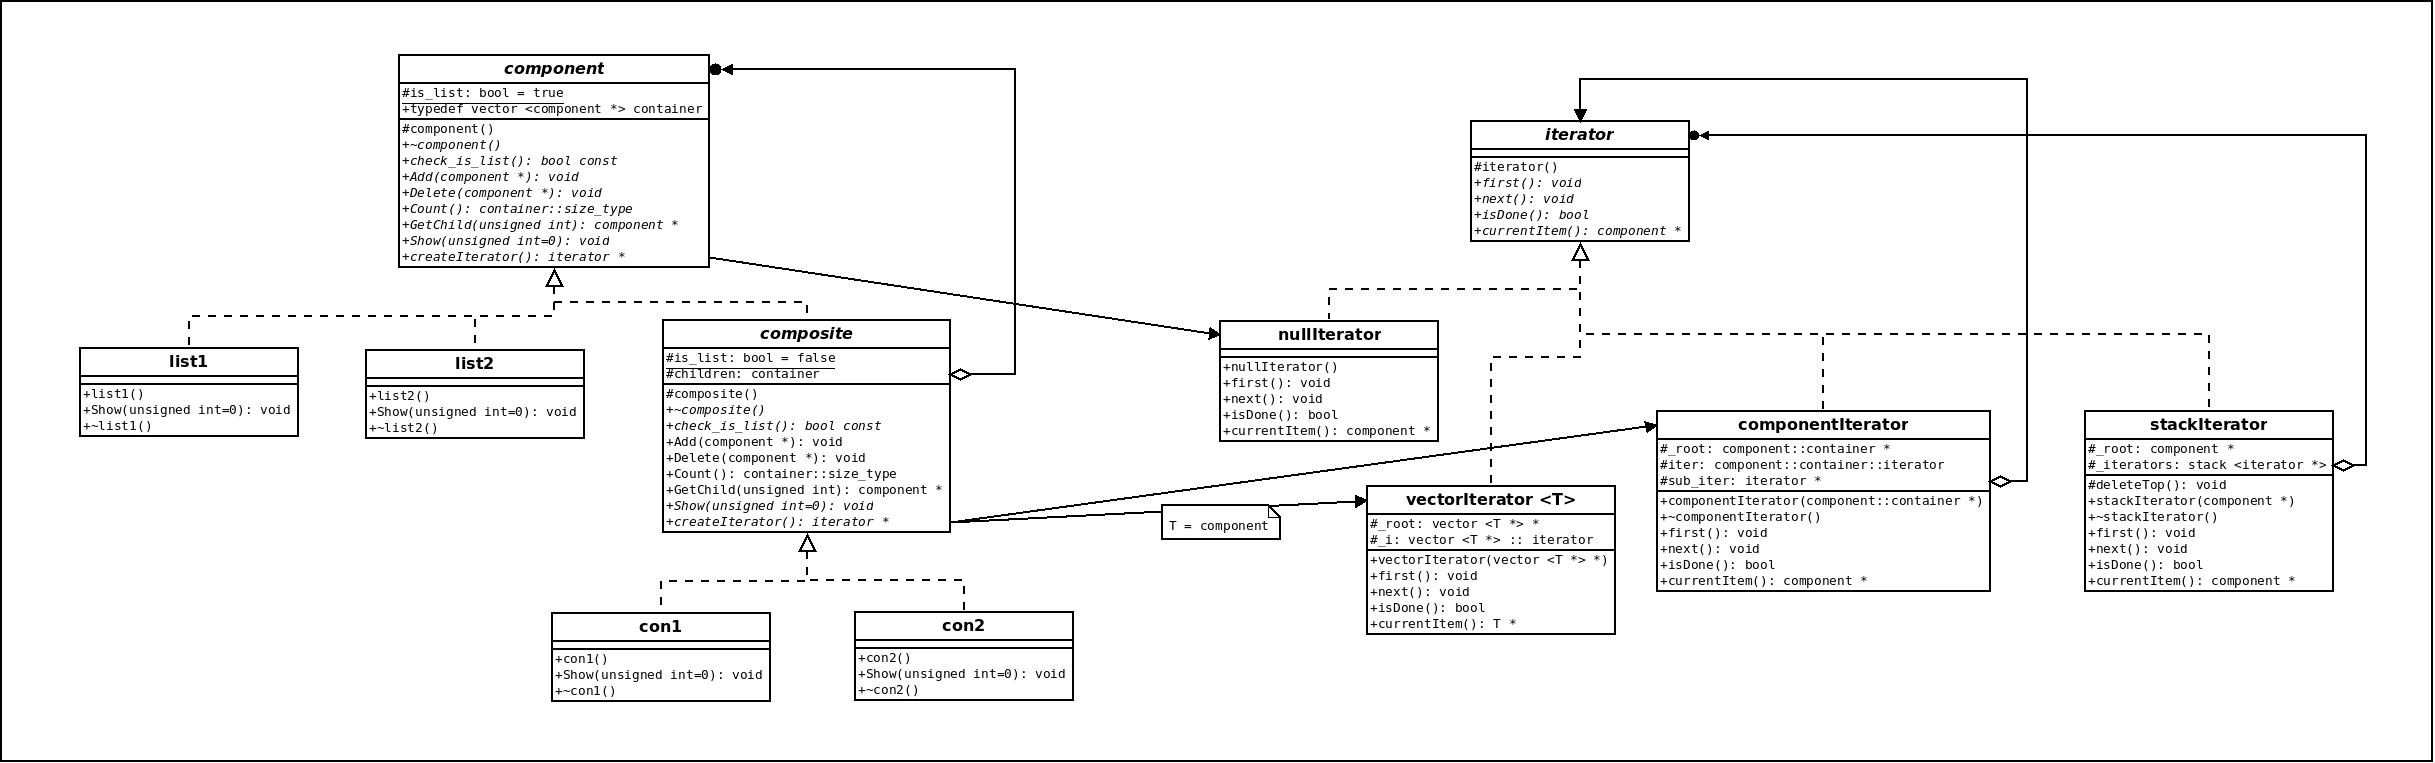 component
#is_list: bool = true
+typedef vector <component *> container
#component()
+~component()
+check_is_list(): bool const
+Add(component *): void
+Delete(component *): void
+Count(): container::size_type
+GetChild(unsigned int): component *
+Show(unsigned int=0): void
+createIterator(): iterator *
iterator
#iterator()
+first(): void
+next(): void
+isDone(): bool
+currentItem(): component *
list1
+list1()
+Show(unsigned int=0): void
+~list1()
list2
+list2()
+Show(unsigned int=0): void
+~list2()
composite
#is_list: bool = false
#children: container
#composite()
+~composite()
+check_is_list(): bool const
+Add(component *): void
+Delete(component *): void
+Count(): container::size_type
+GetChild(unsigned int): component *
+Show(unsigned int=0): void
+createIterator(): iterator *
nullIterator
+nullIterator()
+first(): void
+next(): void
+isDone(): bool
+currentItem(): component *
T = component
vectorIterator <T>
#_root: vector <T *> *
#_i: vector <T *> :: iterator
+vectorIterator(vector <T *> *)
+first(): void
+next(): void
+isDone(): bool
+currentItem(): T *
componentIterator
#_root: component::container *
#iter: component::container::iterator
#sub_iter: iterator *
+componentIterator(component::container *)
+~componentIterator()
+first(): void
+next(): void
+isDone(): bool
+currentItem(): component *
stackIterator
#_root: component *
#_iterators: stack <iterator *>
#deleteTop(): void
+stackIterator(component *)
+~stackIterator()
+first(): void
+next(): void
+isDone(): bool
+currentItem(): component *
con1
+con1()
+Show(unsigned int=0): void
+~con1()
con2
+con2()
+Show(unsigned int=0): void
+~con2()